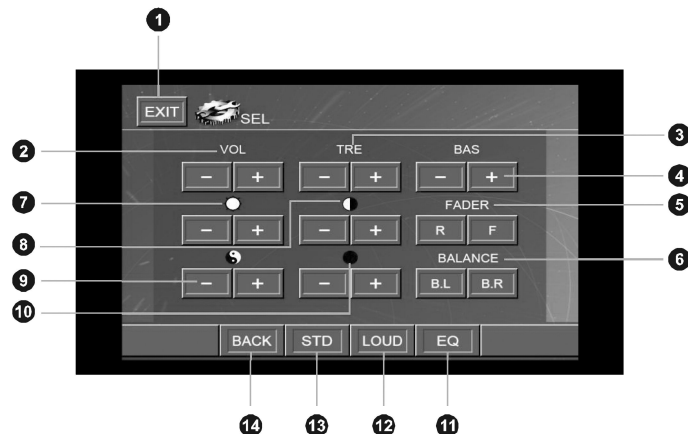 1
EXIT
SEL
2 VOL TRE 3 BAS
− + − + − + 4
7 FADER 5
8 − + − + R F
BALANCE 6
9 − + − + B.L B.R
10
BACK STD LOUD EQ
14 13 12 11